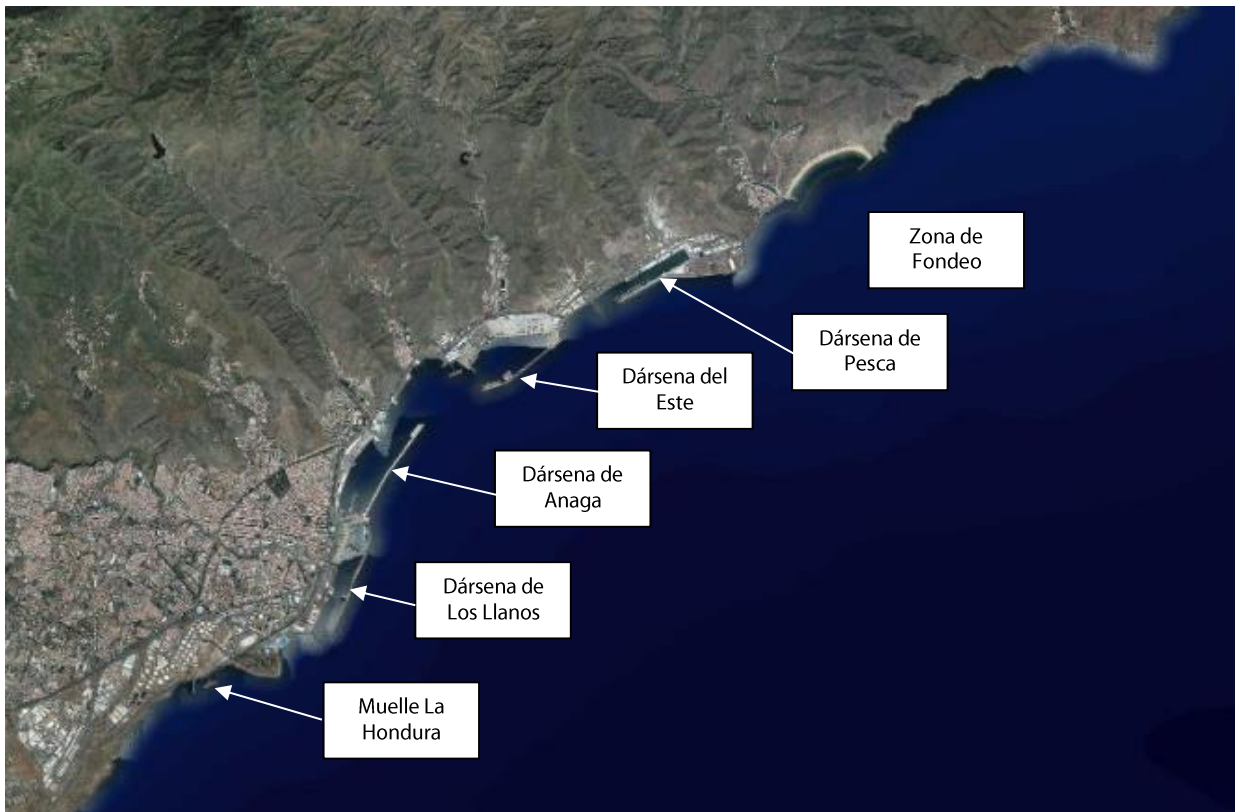 Zona de
Fondeo
Dársena de
Pesca
Dársena del
Este
Dársena de
Anaga
Dársena de
Los Llanos
Muelle La
Hondura